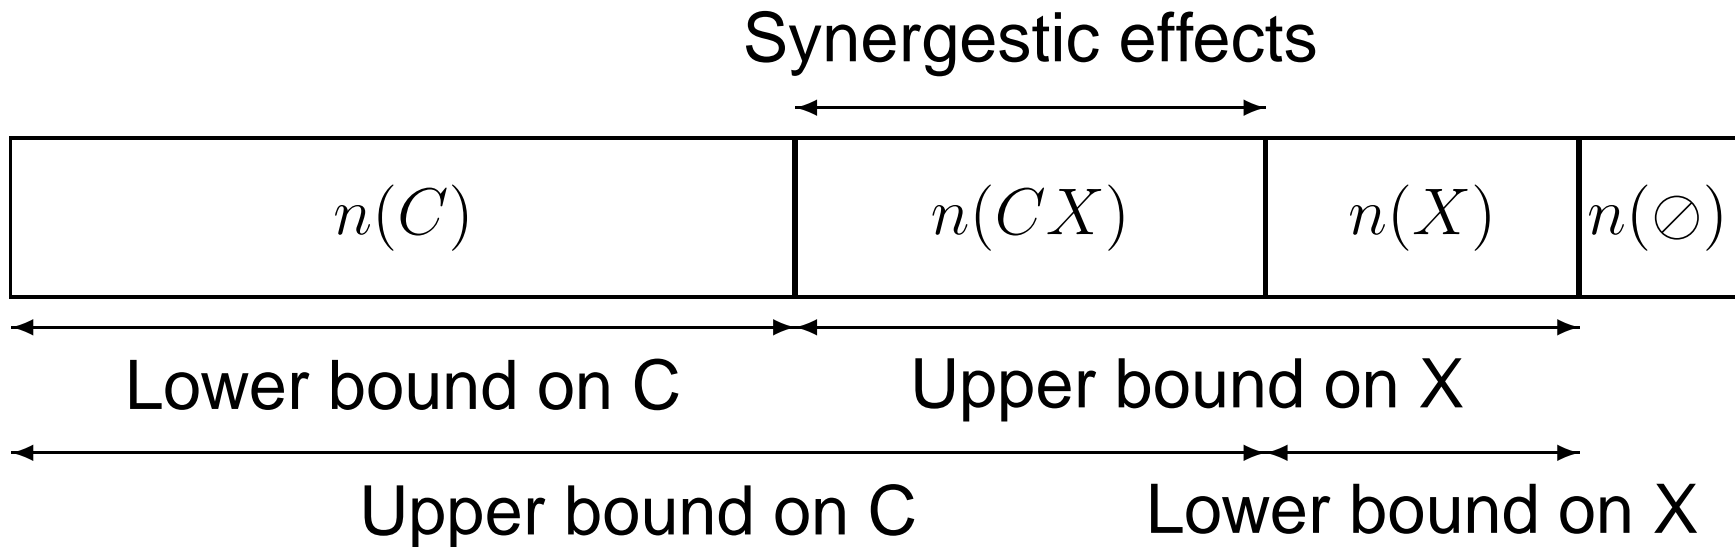 Synergestic effects
n(C) n(CX) n(X) n(⊘)
Lower bound on C Upper bound on X
Upper bound on C Lower bound on X